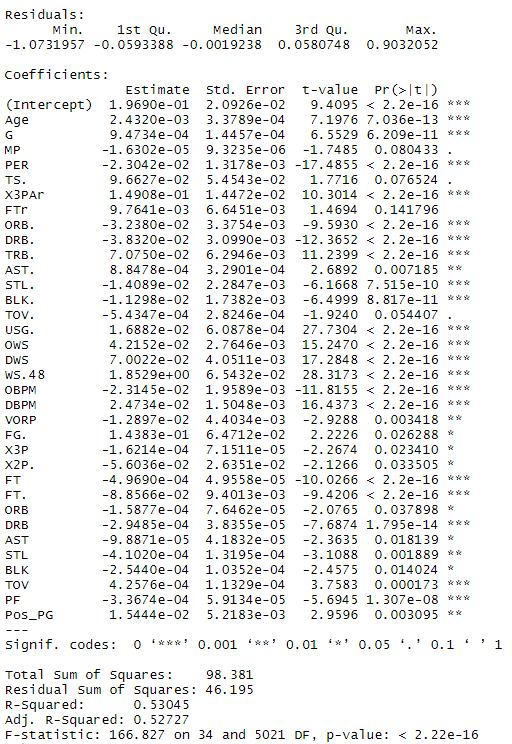 Residuals:
Min. 1st Qu. Median 3rd Qu. Max.
-1.0731957 -0.0593388 -0.0019238 0.0580748 0.9032052
Coefficients:
Estimate Std. Error t-value Pr(>|t|)
(Intercept) 1.9690e-01 2.0926e-02 9.4095 < 2.2e-16 ***
Age 2.4320e-03 3.3789e-04 7.1976 7.036e-13 ***
G 9.4734e-04 1.4457e-04 6.5529 6.209e-11 ***
MP -1.6302e-05 9.3235e-06 -1.7485 0.080433 .
PER -2.3042e-02 1.3178e-03 -17.4855 < 2.2e-16 ***
TS. 9.6627e-02 5.4543e-02 1.7716 0.076524 .
X3PAr 1.4908e-01 1.4472e-02 10.3014 < 2.2e-16 ***
FTr 9.7641e-03 6.6451e-03 1.4694 0.141796
ORB. -3.2380e-02 3.3754e-03 -9.5930 < 2.2e-16 ***
DRB. -3.8320e-02 3.0990e-03 -12.3652 < 2.2e-16 ***
TRB. 7.0750e-02 6.2946e-03 11.2399 < 2.2e-16 ***
AST. 8.8478e-04 3.2901e-04 2.6892 0.007185 **
STL. -1.4089e-02 2.2847e-03 -6.1668 7.515e-10 ***
BLK. -1.1298e-02 1.7382e-03 -6.4999 8.817e-11 ***
TOV. -5.4347e-04 2.8246e-04 -1.9240 0.054407 .
USG. 1.6882e-02 6.0878e-04 27.7304 < 2.2e-16 ***
OWS 4.2152e-02 2.7646e-03 15.2470 < 2.2e-16 ***
DWS 7.0022e-02 4.0511e-03 17.2848 < 2.2e-16 ***
WS.48 1.8529e+00 6.5432e-02 28.3173 < 2.2e-16 ***
OBPM -2.3145e-02 1.9589e-03 -11.8155 < 2.2e-16 ***
DBPM 2.4734e-02 1.5048e-03 16.4373 < 2.2e-16 ***
VORP -1.2897e-02 4.4034e-03 -2.9288 0.003418 **
FG. 1.4383e-01 6.4712e-02 2.2226 0.026288 *
X3P -1.6214e-04 7.1511e-05 -2.2674 0.023410 *
X2P. -5.6036e-02 2.6351e-02 -2.1266 0.033505 *
FT -4.9690e-04 4.9558e-05 -10.0266 < 2.2e-16 ***
FT. -8.8566e-02 9.4013e-03 -9.4206 < 2.2e-16 ***
ORB -1.5877e-04 7.6462e-05 -2.0765 0.037898 *
DRB -2.9485e-04 3.8355e-05 -7.6874 1.795e-14 ***
AST -9.8871e-05 4.1832e-05 -2.3635 0.018139 *
STL -4.1020e-04 1.3195e-04 -3.1088 0.001889 **
BLK -2.5440e-04 1.0352e-04 -2.4575 0.014024 *
TOV 4.2576e-04 1.1329e-04 3.7583 0.000173 ***
PF -3.3674e-04 5.9134e-05 -5.6945 1.307e-08 ***
Pos_PG 1.5444e-02 5.2183e-03 2.9596 0.003095 **
---
Signif. codes: 0 ‘***’ 0.001 ‘**’ 0.01 ‘*’ 0.05 ‘.’ 0.1 ‘ ’ 1
Total Sum of Squares: 98.381
Residual Sum of Squares: 46.195
R-Squared: 0.53045
Adj. R-Squared: 0.52727
F-statistic: 166.827 on 34 and 5021 DF, p-value: < 2.22e-16